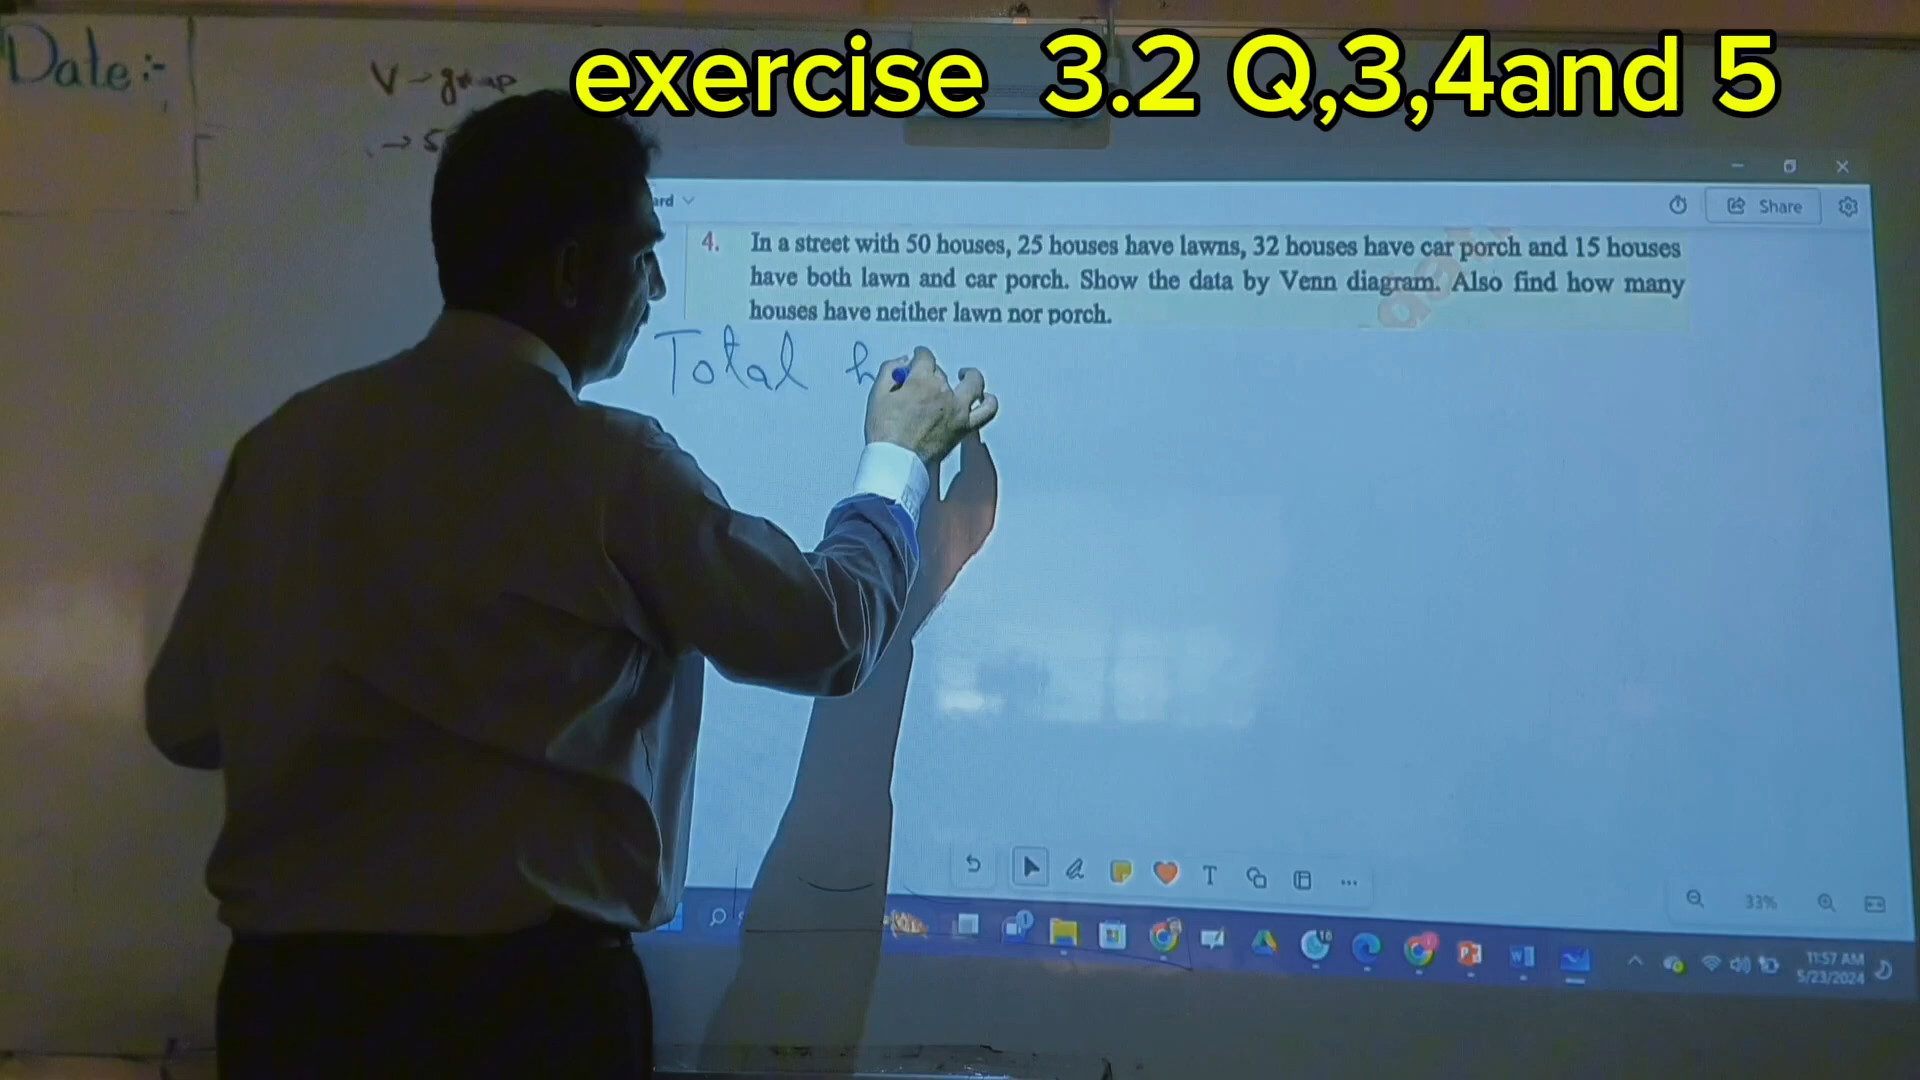 exercise 3.2 Q,3,4and 5
Date:-
V → group
→
ard
Share
4. In a street with 50 houses, 25 houses have lawns, 32 houses have car porch and 15 houses
have both lawn and car porch. Show the data by Venn diagram. Also find how many
houses have neither lawn nor porch.
Total h
T
33%
11:57 AM
5/23/2024